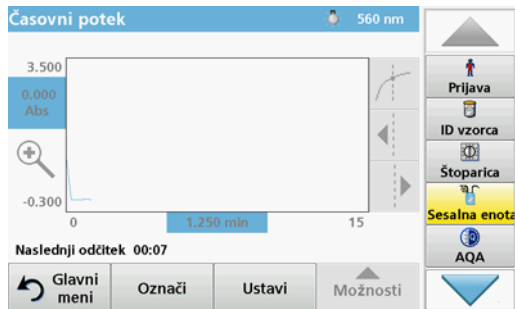 Časovni potek
560 nm
3.500
0.000
Abs
-0.300
0
1.250 min
15
Naslednji odčitek 00:07
Glavni
meni
Označi
Ustavi
Možnosti
Prijava
ID vzorca
Štoparica
Sesalna enota
AQA